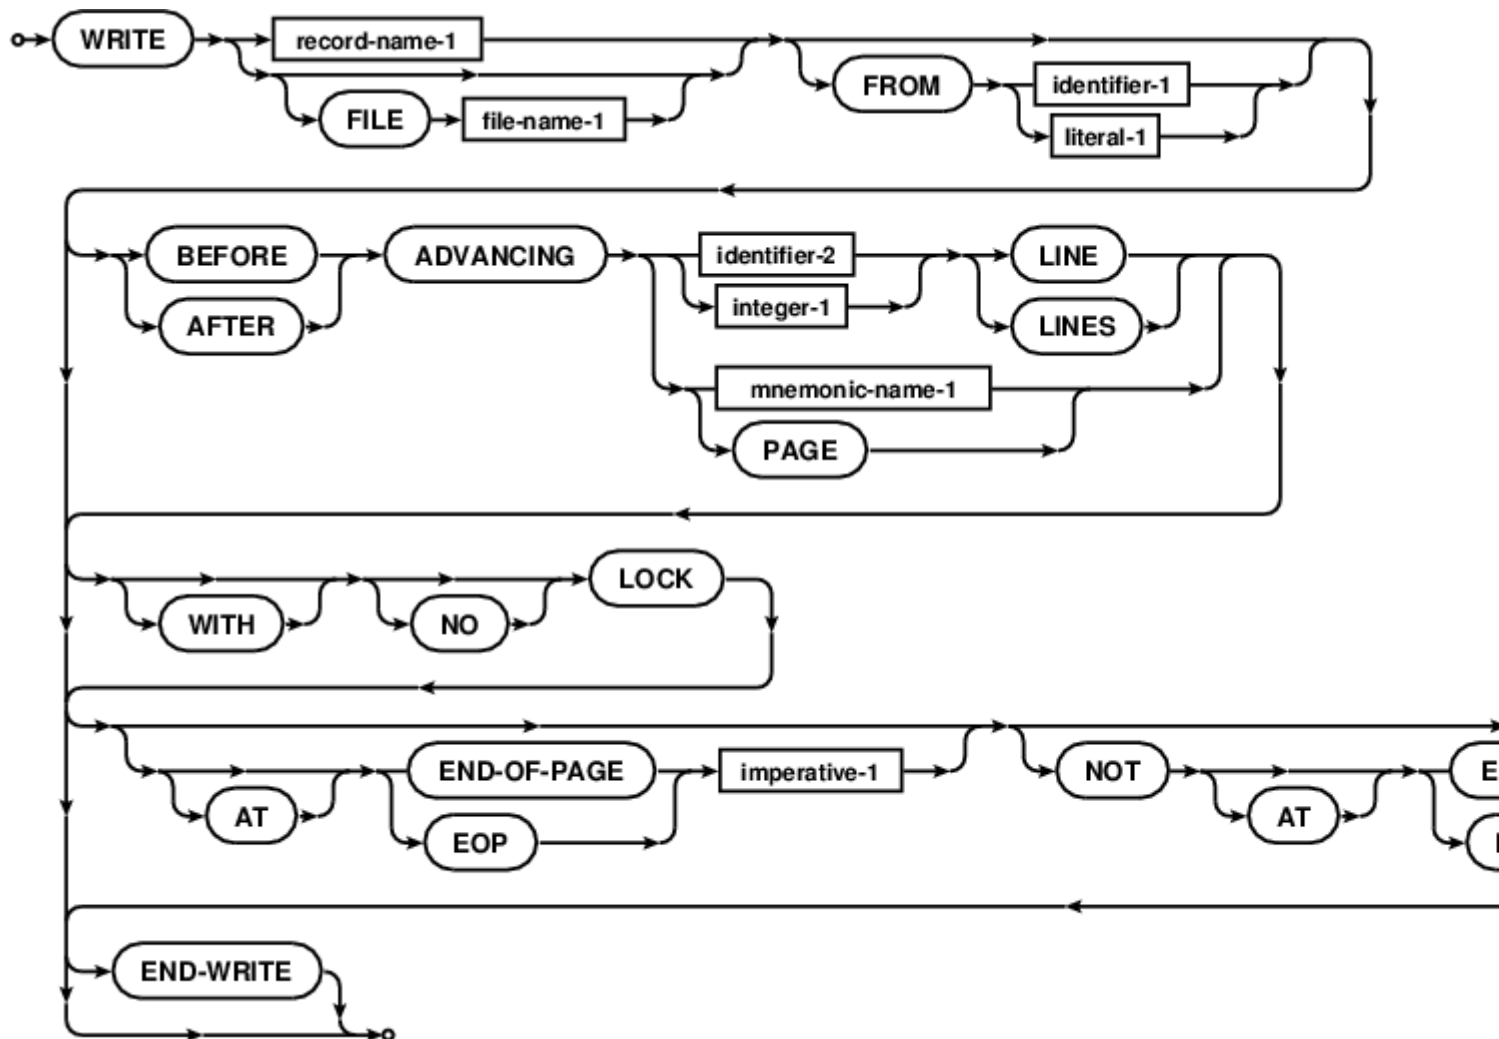 WRITE record-name-1
FROM identifier-1
FILE file-name-1
literal-1
BEFORE ADVANCING identifier-2 LINE
integer-1
AFTER LINES
mnemonic-name-1
PAGE
LOCK
WITH NO
END-OF-PAGE imperative-1 NOT
AT AT
EOP
END-WRITE